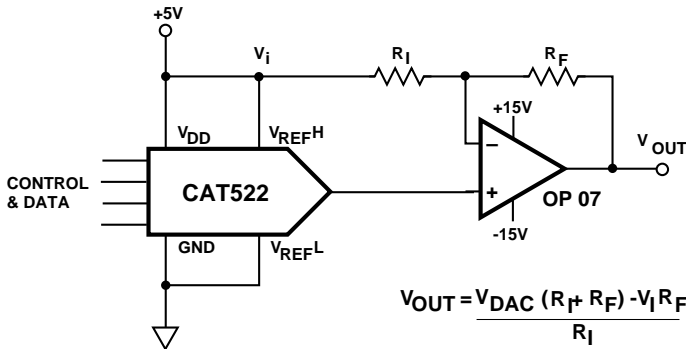 +5V
Vi
RI
RF
+15V
VDD
VREFH
VOUT
–
CONTROL
& DATA
CAT522
+
OP 07
-15V
GND
VREFL
VOUT = VDAC (RI+ RF) -VI RF
RI